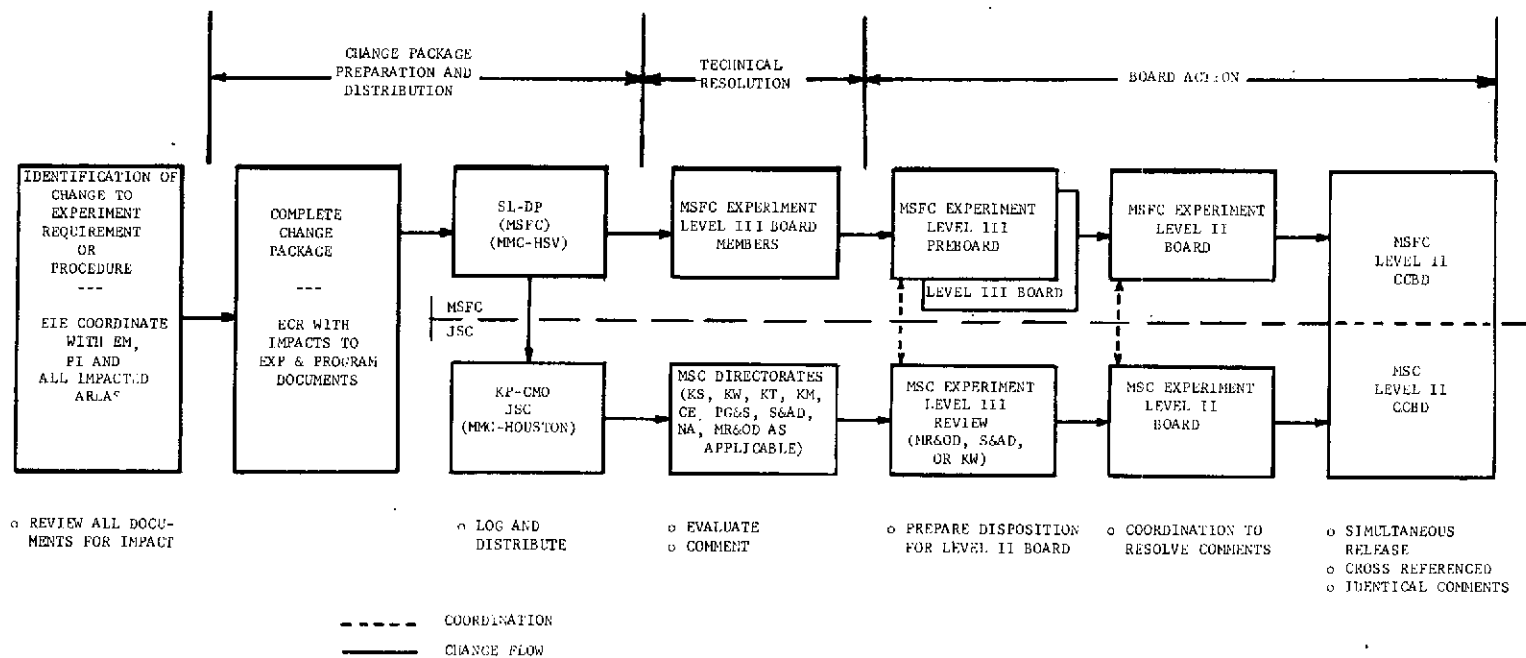 CHANGE PACKAGE
PREPARATION AND
DISTRIBUTION
TECHNICAL
RESOLUTION
BOARD ACTION
IDENTIFICATION OF
CHANGE TO
EXPERIMENT
REQUIREMENT
OR
PROCEDURE
---
EIE COORDINATE
WITH EM,
PI AND
ALL IMPACTED
AREAS
COMPLETE
CHANGE
PACKAGE
---
ECR WITH
IMPACTS TO
EXP & PROGRAM
DOCUMENTS
SL-DP
(MSFC)
(MMC-HSV)
MSFC EXPERIMENT
LEVEL III BOARD
MEMBERS
MSFC EXPERIMENT
LEVEL III
PREBOARD
LEVEL III BOARD
MSFC EXPERIMENT
LEVEL II
BOARD
MSFC
LEVEL II
CCBD
MSFC
JSC
KP-CMO
JSC
(MMC-HOUSTON)
MSC DIRECTORATES
(KS, KW, KT, KM,
CE, PG&S, S&AD,
NA, MR&OD AS
APPLICABLE)
MSC EXPERIMENT
LEVEL III
REVIEW
(MR&OD, S&AD,
OR KW)
MSC EXPERIMENT
LEVEL II
BOARD
MSC
LEVEL II
CCBD
o REVIEW ALL DOCU-
MENTS FOR IMPACT
o LOG AND
DISTRIBUTE
o EVALUATE
o COMMENT
o PREPARE DISPOSITION
FOR LEVEL II BOARD
o COORDINATION TO
RESOLVE COMMENTS
o SIMULTANEOUS
RELEASE
o CROSS REFERENCED
o IDENTICAL COMMENTS
COORDINATION
CHANGE FLOW